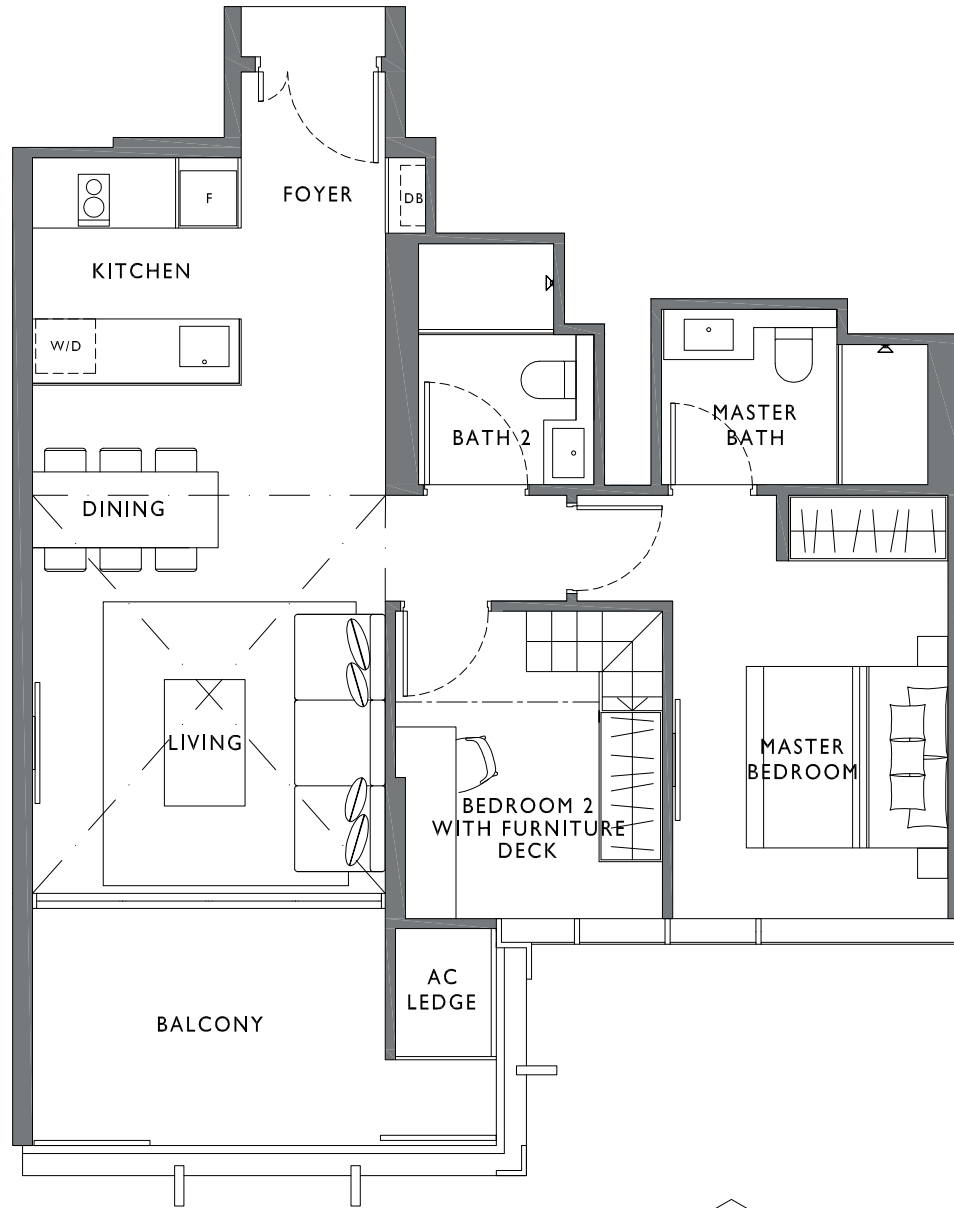 FOYER
F
DB
KITCHEN
W/D
BATH 2
MASTER
BATH
DINING
LIVING
MASTER
BEDROOM
BEDROOM 2
WITH FURNITURE
DECK
AC
LEDGE
BALCONY